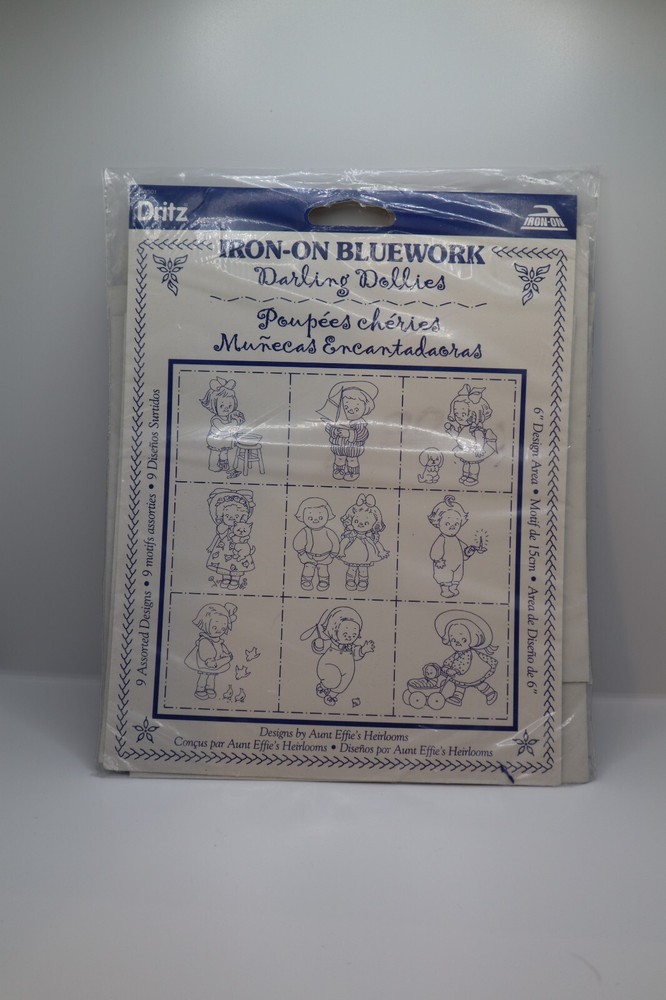 Dritz
IRON-ON
IRON-ON BLUEWORK
Darling Dollies
Poupées chéries
Muñecas Encantadaoras
9 Assorted Designs • 9 motifs assorties • 9 Diseños Surtidos
6" Design Area • Motif de 15cm • Area de Diseño de 6"
Designs by Aunt Effie's Heirlooms
Conçus par Aunt Effie's Heirlooms • Diseños por Aunt Effie's Heirlooms